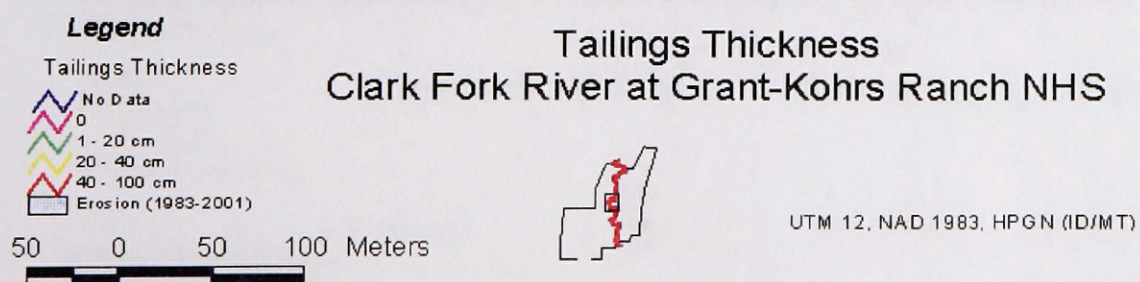 Legend
Tailings Thickness
No Data
0
1 - 20 cm
20 - 40 cm
40 - 100 cm
Erosion (1983-2001)
50 0 50 100 Meters
Tailings Thickness
Clark Fork River at Grant-Kohrs Ranch NHS
UTM 12, NAD 1983, HPGN (ID/MT)